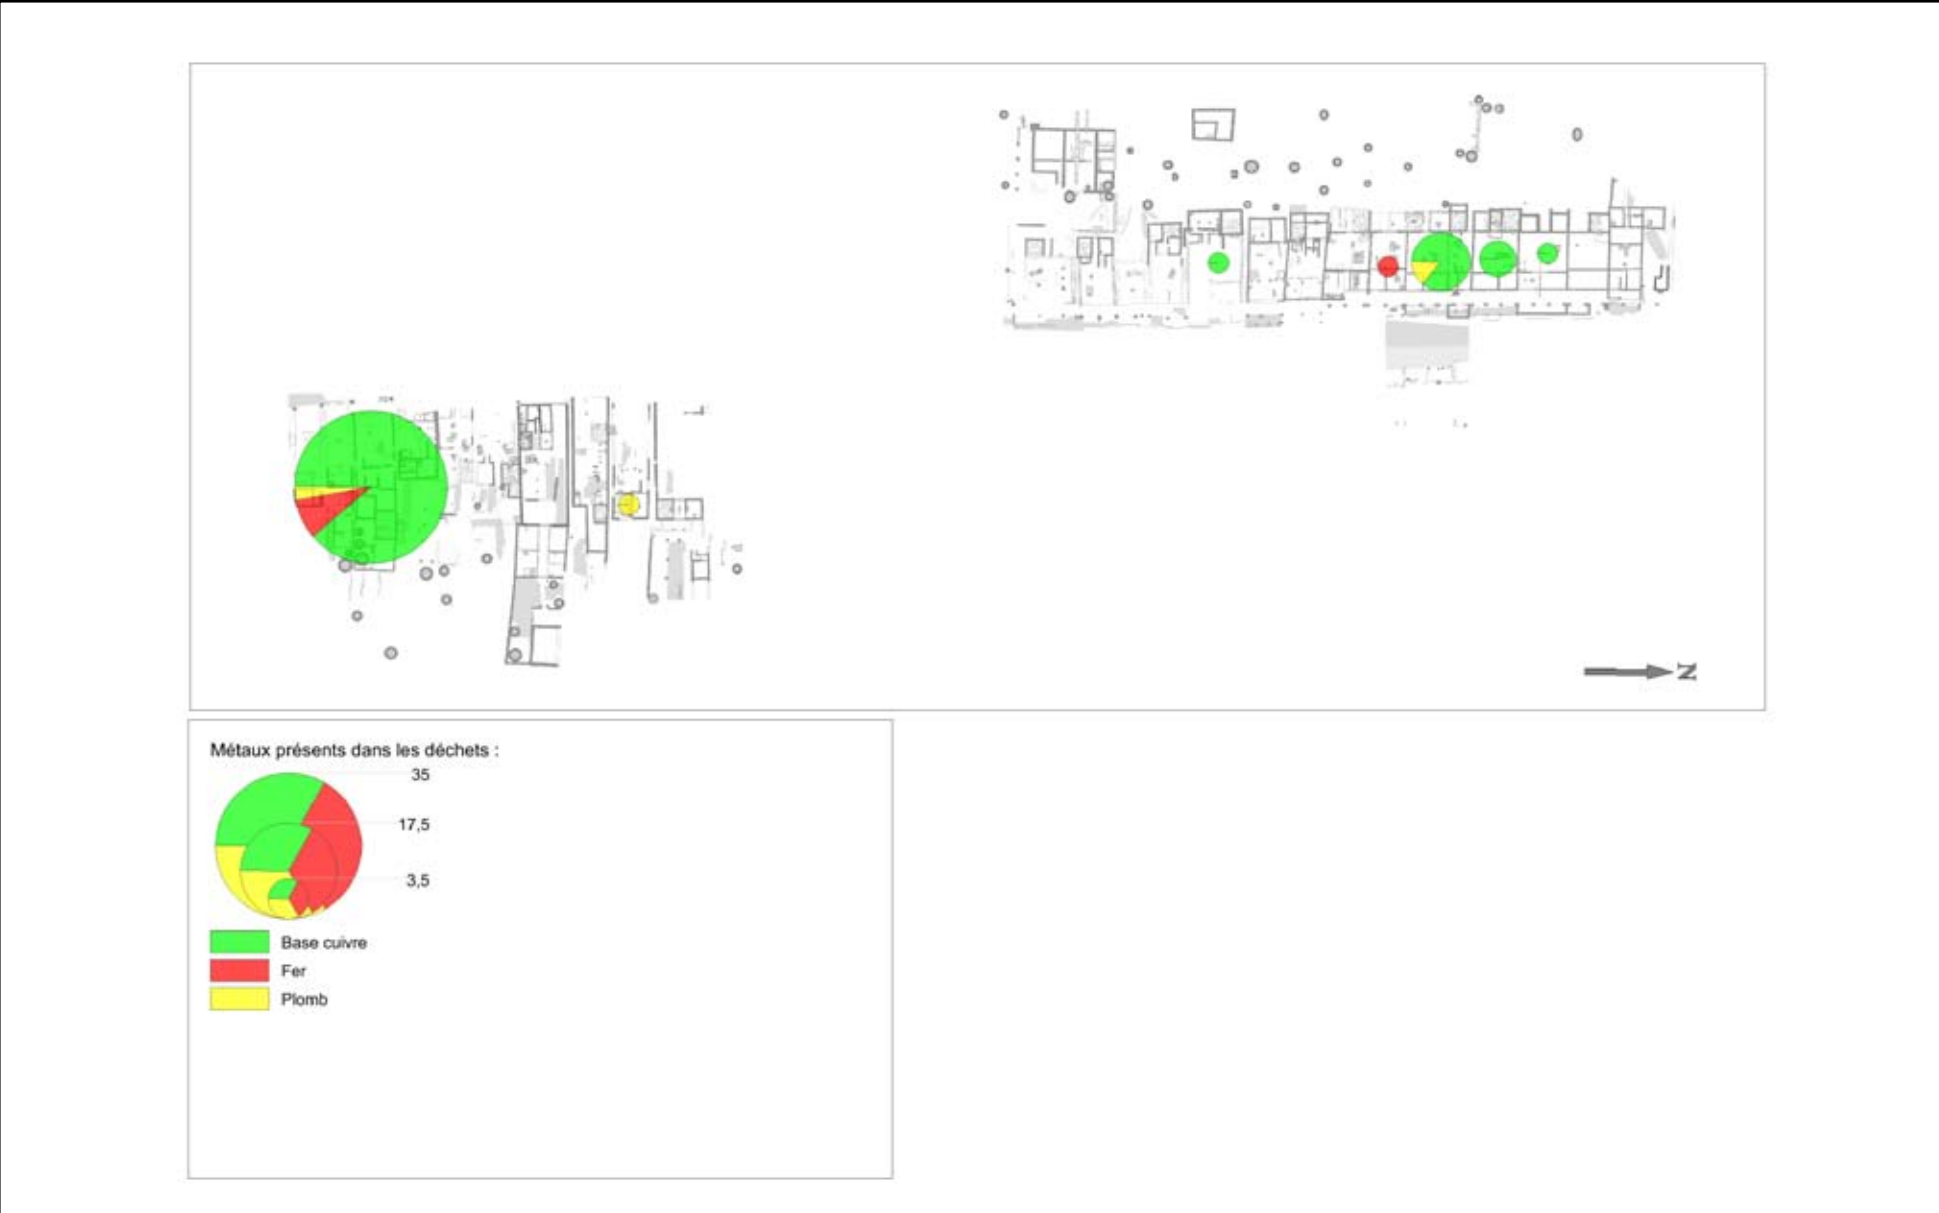 N
Métaux présents dans les déchets :
35
17,5
3,5
Base cuivre
Fer
Plomb